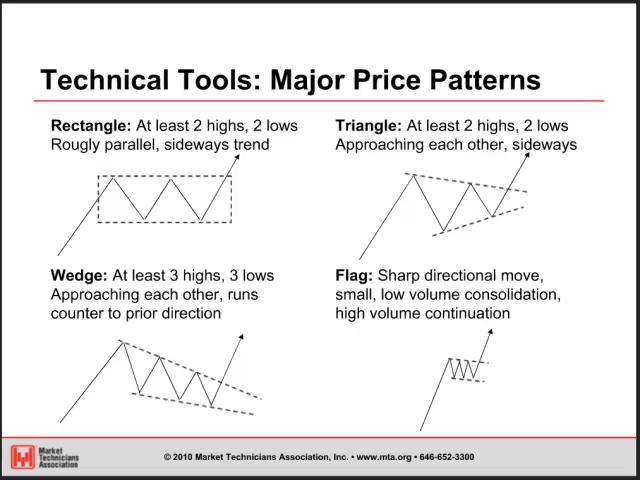 Technical Tools: Major Price Patterns
Rectangle: At least 2 highs, 2 lows
Rougly parallel, sideways trend
Triangle: At least 2 highs, 2 lows
Approaching each other, sideways
Wedge: At least 3 highs, 3 lows
Approaching each other, runs
counter to prior direction
Flag: Sharp directional move,
small, low volume consolidation,
high volume continuation
Market
Technicians
Association
© 2010 Market Technicians Association, Inc. • www.mta.org • 646-652-3300